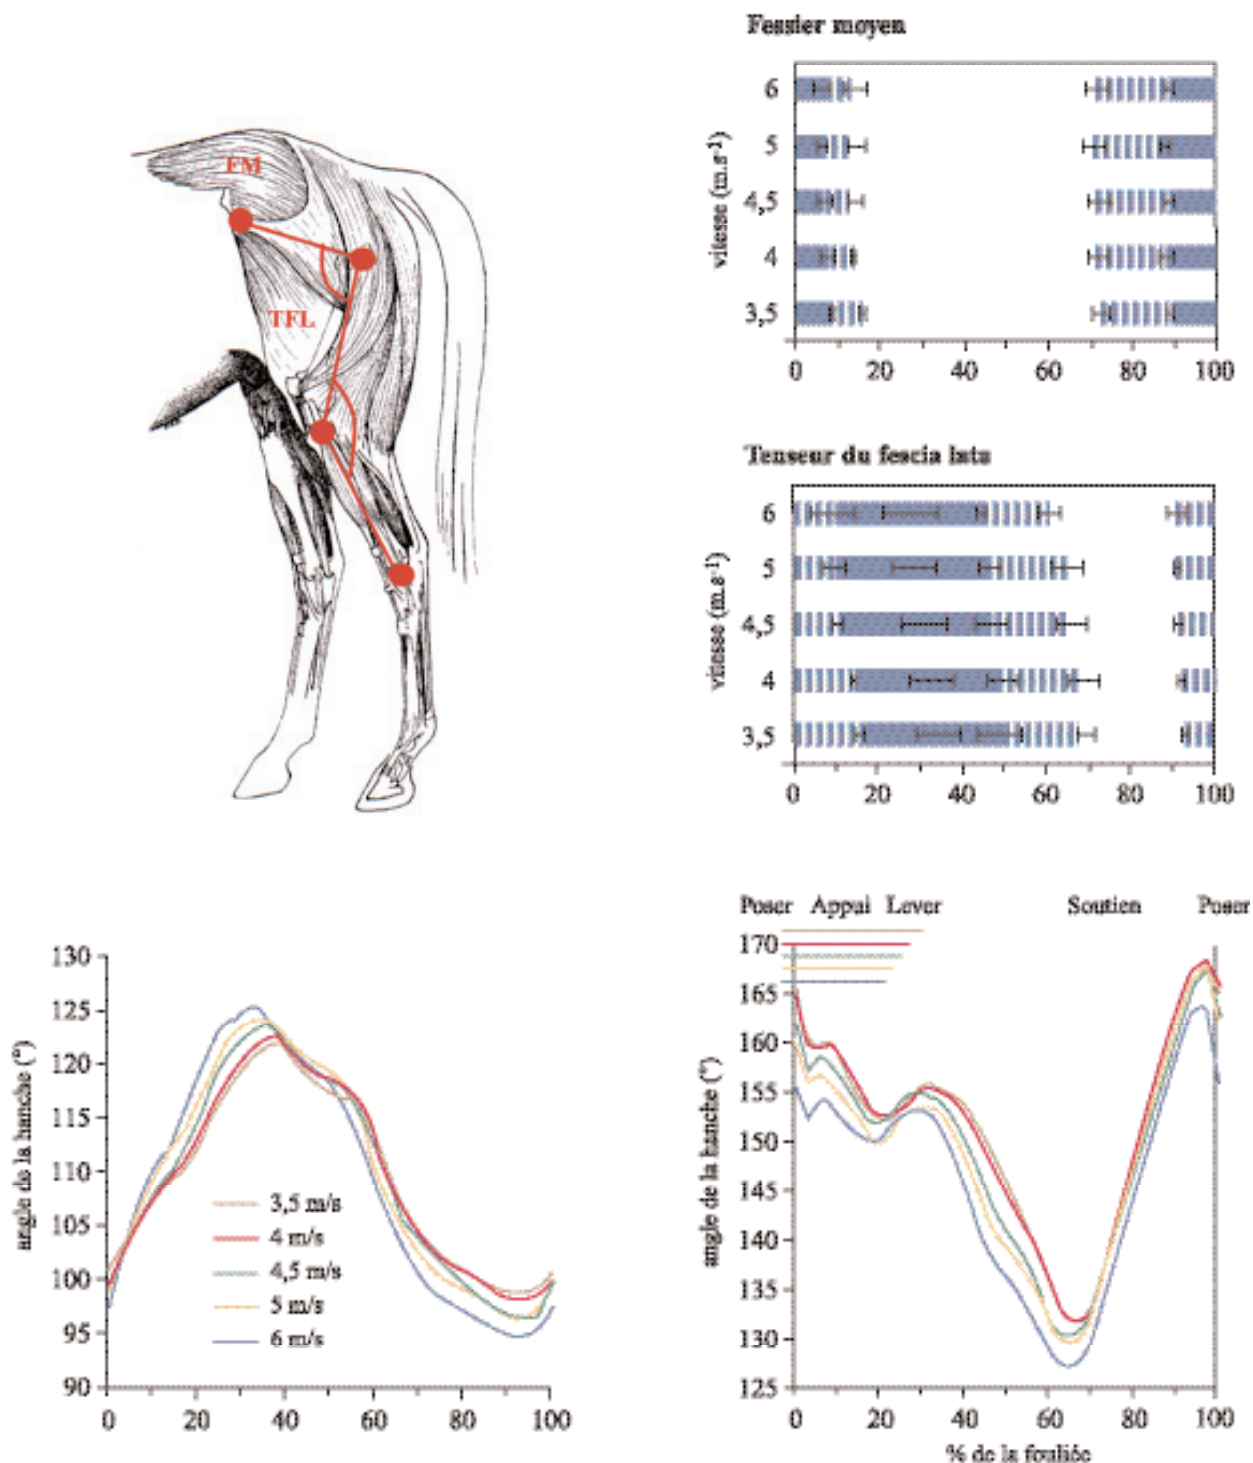 Fessier moyen
vitesse (m.s-1)
6
5
4,5
4
3,5
0 20 40 60 80 100
FM
TFL
Tenseur du fescia lata
vitesse (m.s-1)
6
5
4,5
4
3,5
0 20 40 60 80 100
angle de la hanche (°)
130
125
120
115
110
105
100
95
90
3,5 m/s
4 m/s
4,5 m/s
5 m/s
6 m/s
0 20 40 60 80 100
Poser Appui Lever Soutien Poser
angle de la hanche (°)
170
165
160
155
150
145
140
135
130
125
0 20 40 60 80 100
% de la fouliée